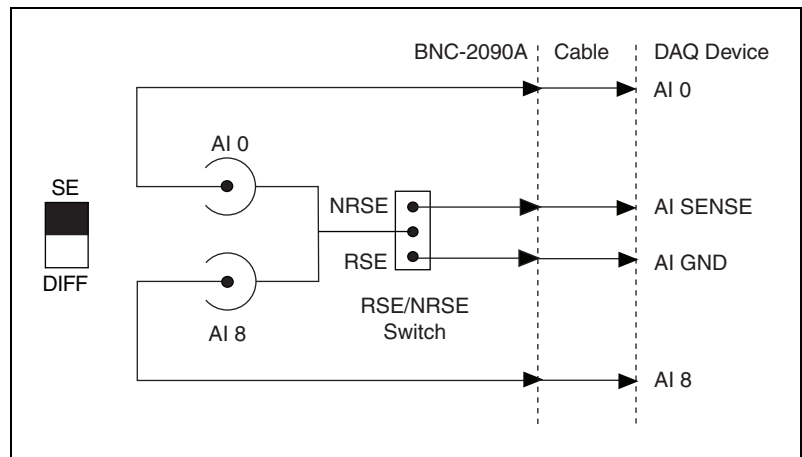 BNC-2090A Cable DAQ Device
AI 0
AI 0
SE
NRSE
AI SENSE
RSE
AI GND
DIFF
RSE/NRSE
Switch
AI 8
AI 8